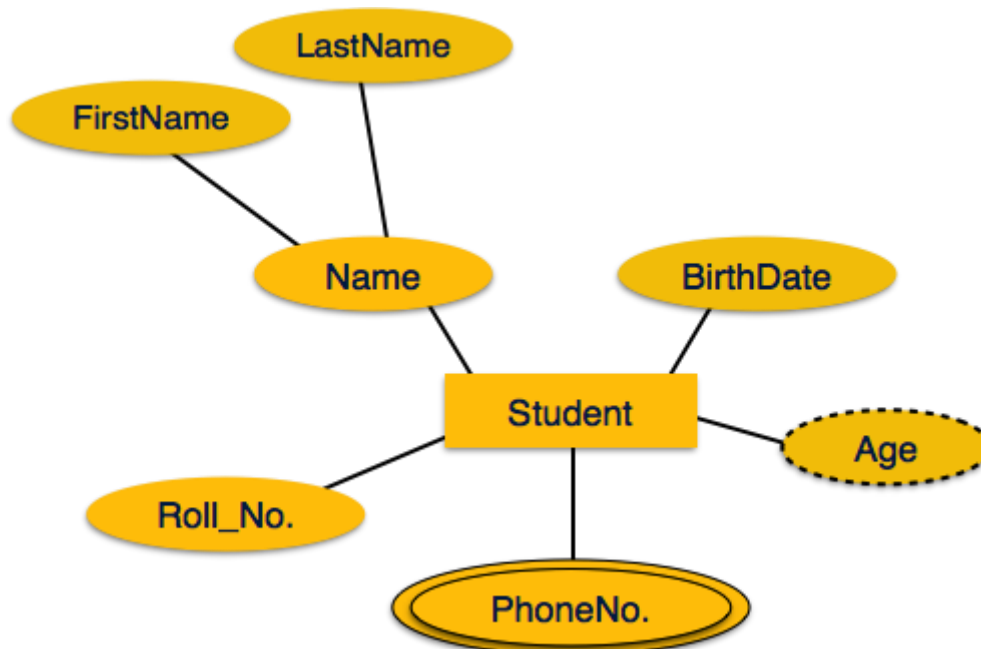 LastName
FirstName
Name
BirthDate
Student
Age
Roll_No.
PhoneNo.